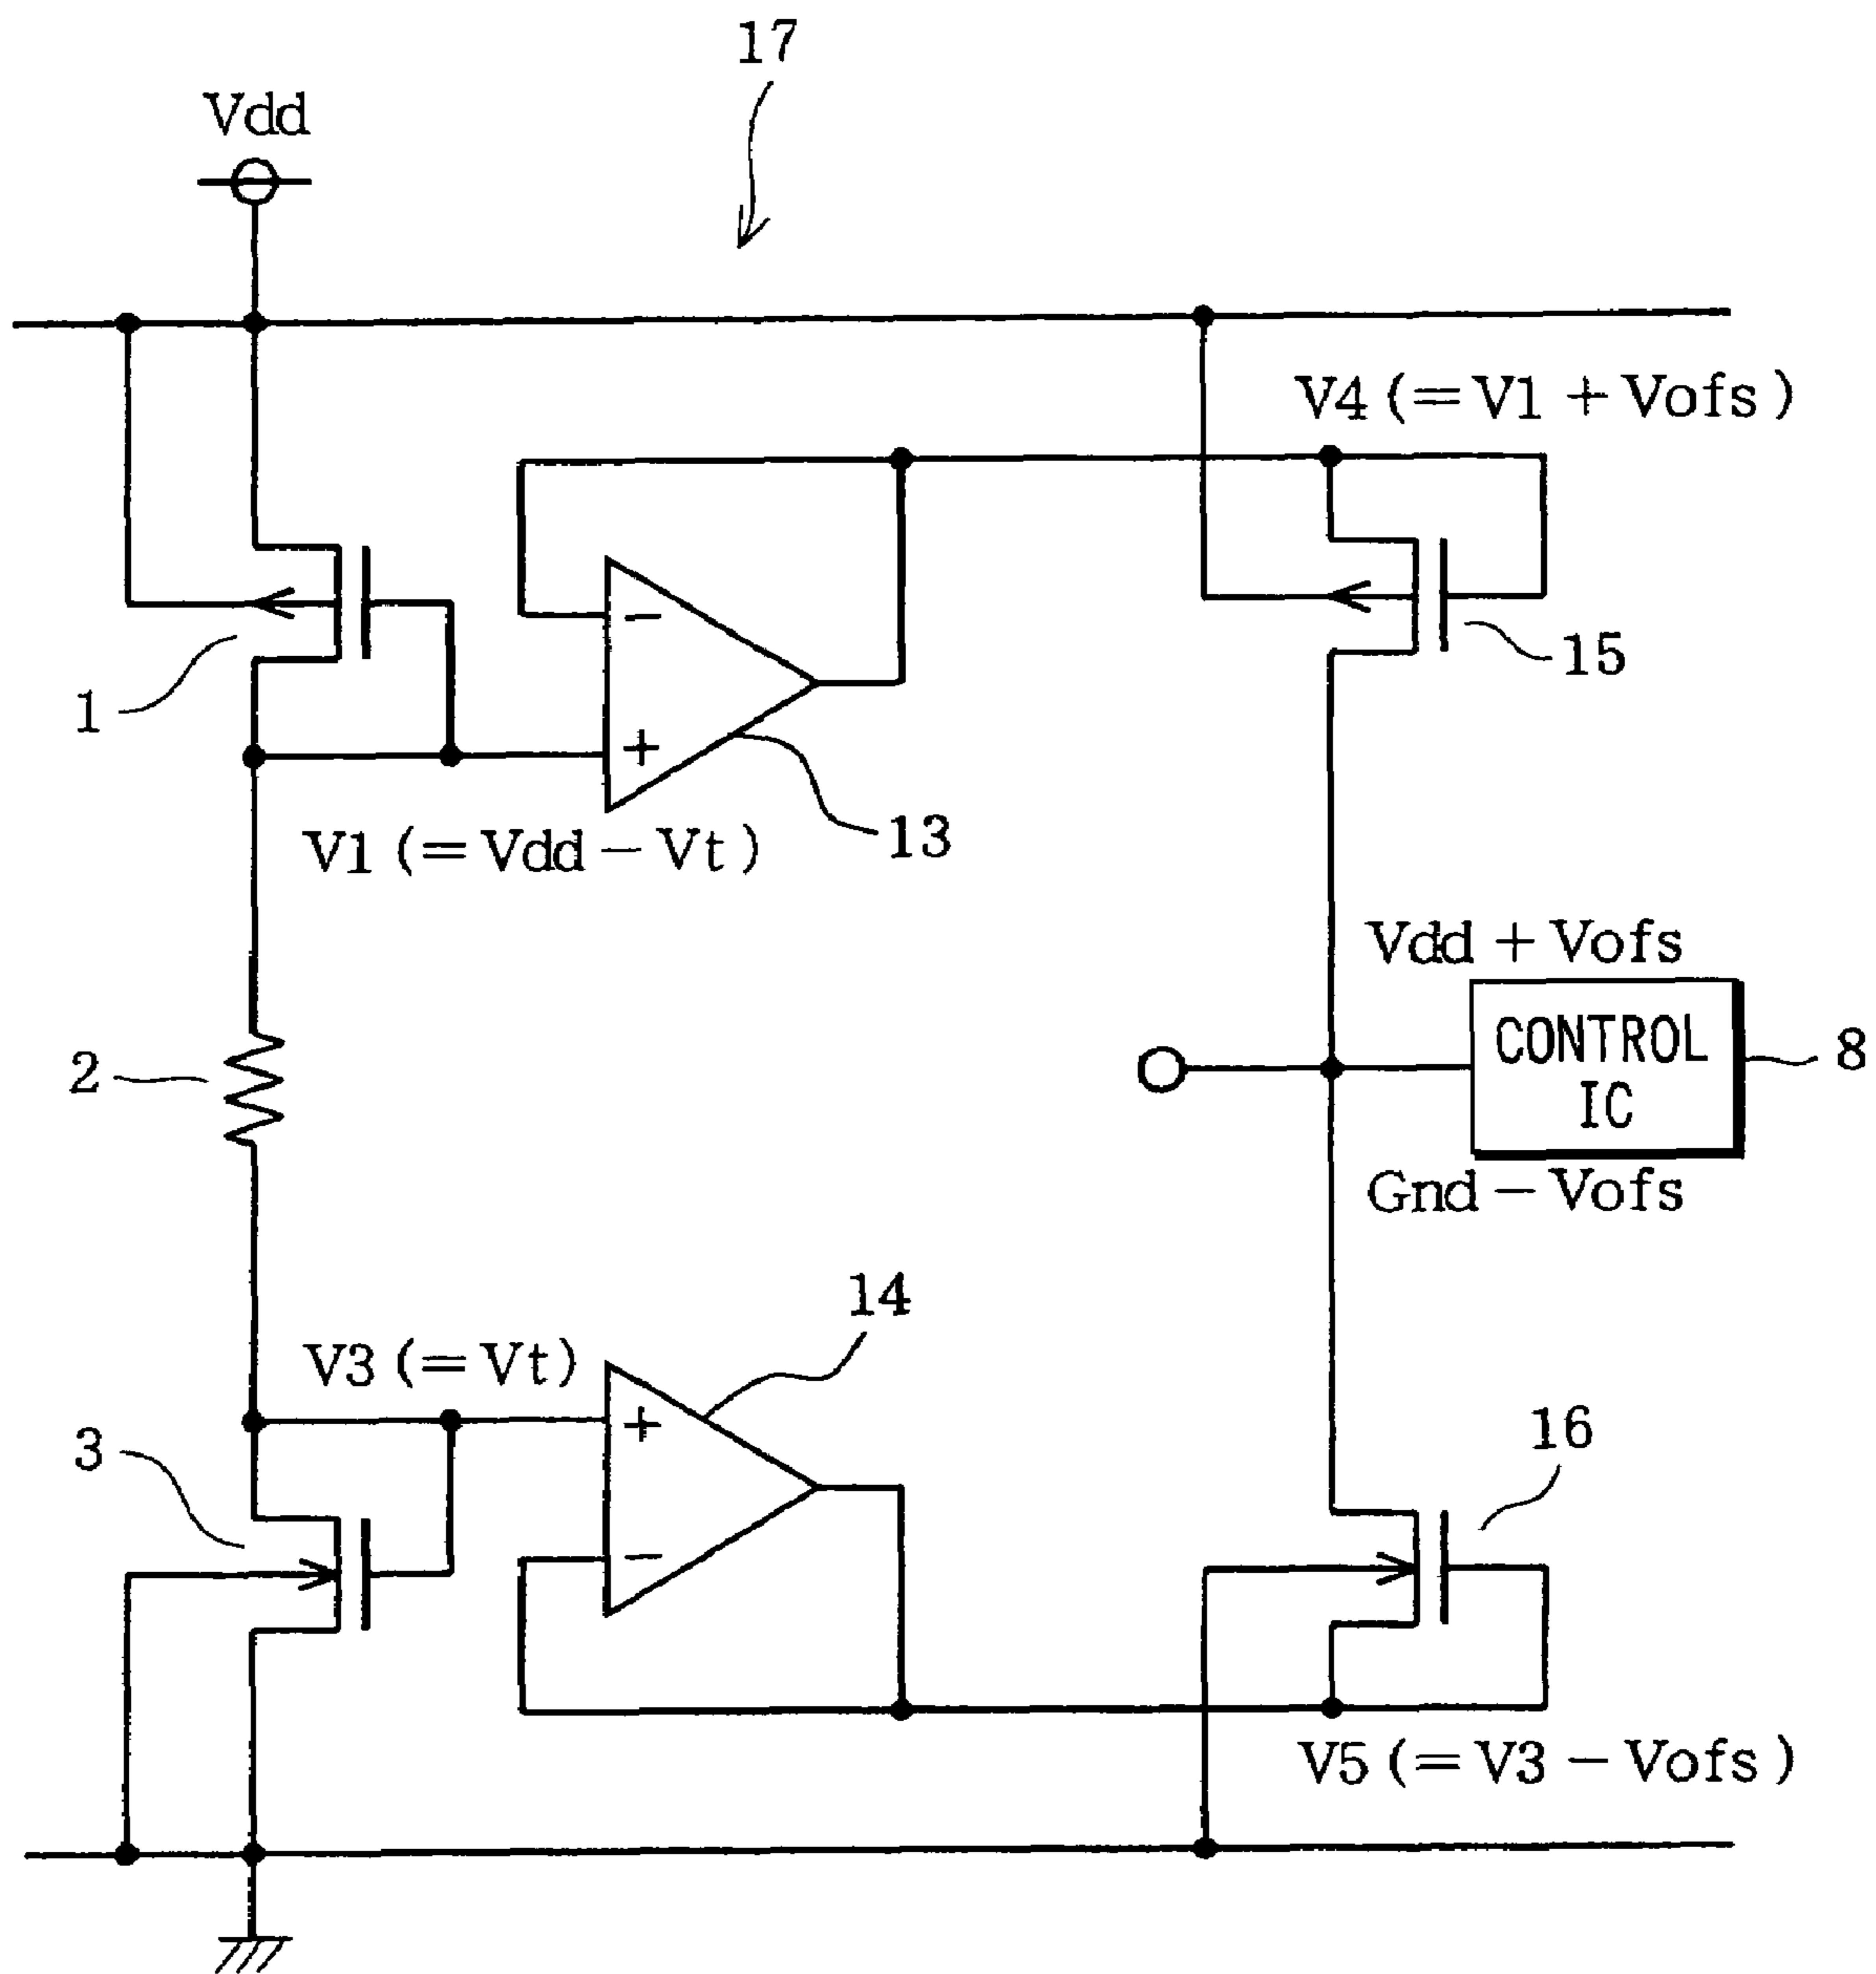 17
Vdd
V4 (=V1+Vofs)
15
1
-
+
13
V1 (=Vdd-Vt)
Vdd+Vofs
CONTROL
IC
8
2
Gnd-Vofs
14
V3 (=Vt)
+
-
3
16
V5 (=V3-Vofs)